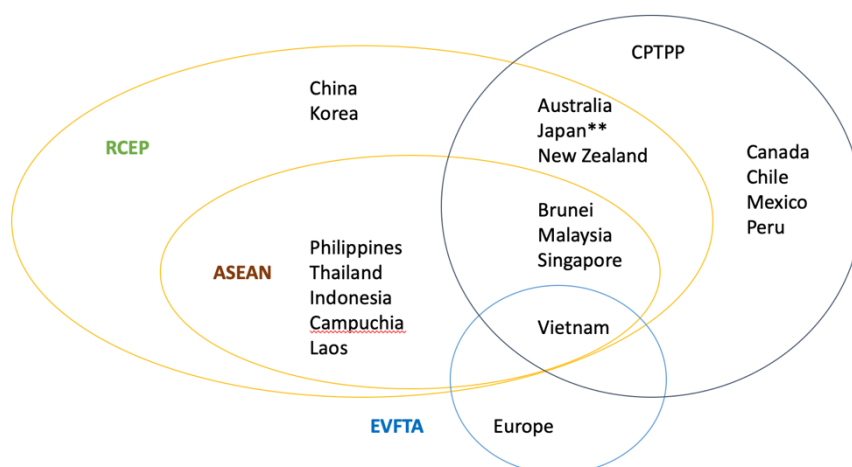 CPTPP
China
Korea
Australia
Japan**
New Zealand
RCEP
Canada
Chile
Mexico
Peru
Brunei
Malaysia
Singapore
Philippines
Thailand
Indonesia
Campuchia
Laos
ASEAN
Vietnam
EVFTA
Europe